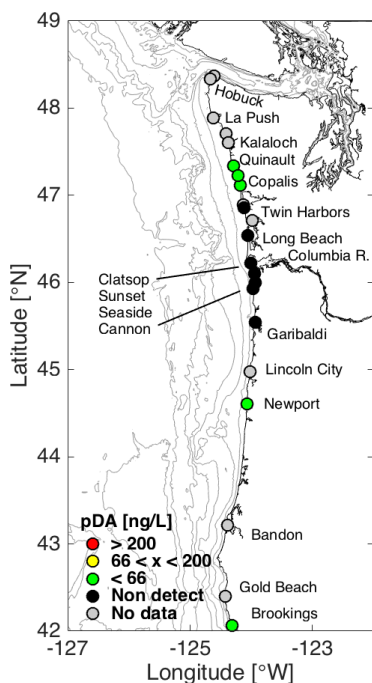 49
48
47
46
45
44
43
42
Latitude [°N]
Hobuck
La Push
Kalaloch
Quinault
Copalis
Twin Harbors
Long Beach
Columbia R.
Clatsop
Sunset
Seaside
Cannon
Garibaldi
Lincoln City
Newport
Bandon
Gold Beach
Brookings
pDA [ng/L]
> 200
66 < x < 200
< 66
Non detect
No data
-127 -125 -123
Longitude [°W]